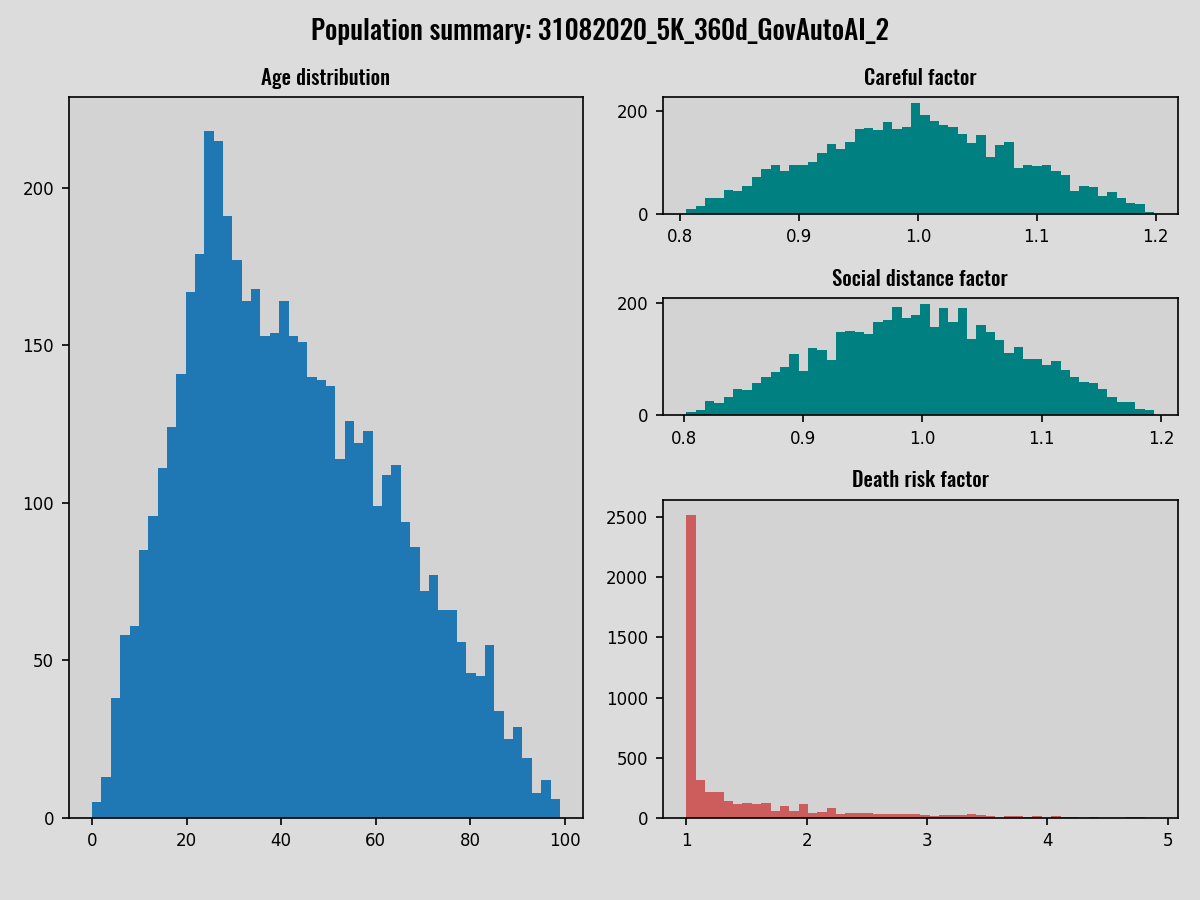 Population summary: 31082020_5K_360d_GovAutoAI_2
Age distribution
200
150
100
50
0
0 20 40 60 80 100
Careful factor
200
0
0.8 0.9 1.0 1.1 1.2
Social distance factor
200
0
0.8 0.9 1.0 1.1 1.2
Death risk factor
2500
2000
1500
1000
500
0
1 2 3 4 5